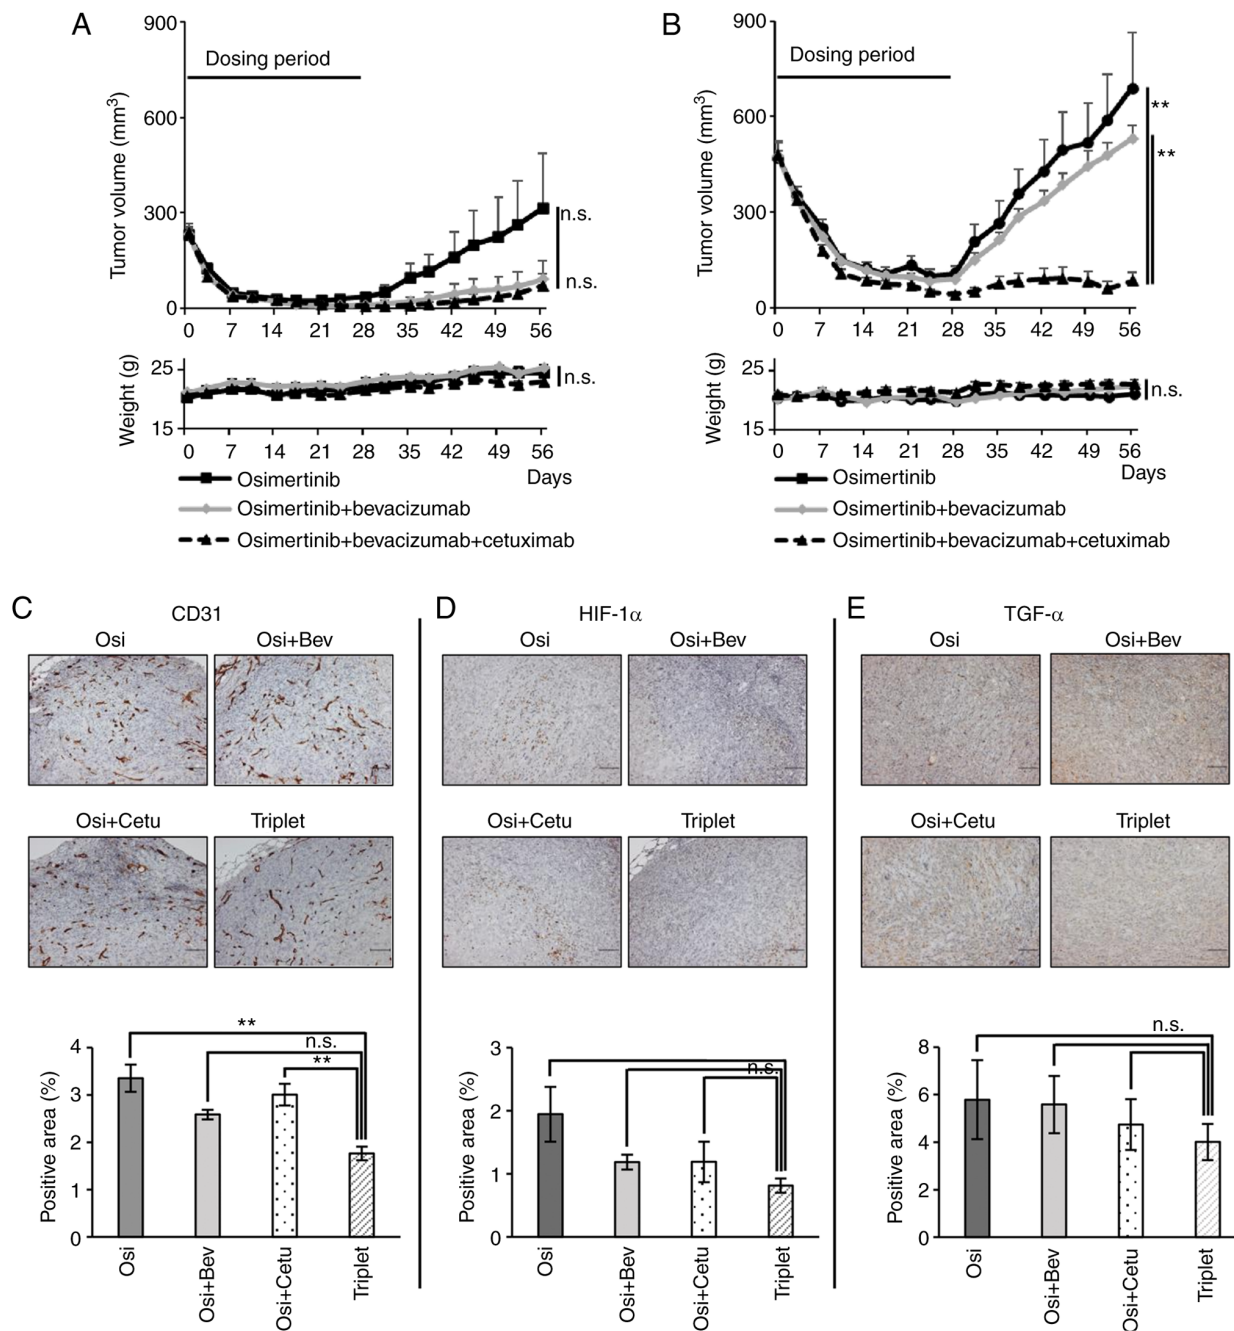 A
900
600
300
0
Tumor volume (mm³)
Dosing period
n.s.
n.s.
0 7 14 21 28 35 42 49 56
25
15
Weight (g)
n.s.
0 7 14 21 28 35 42 49 56
Days
Osimertinib
Osimertinib+bevacizumab
Osimertinib+bevacizumab+cetuximab
B
900
600
300
0
Tumor volume (mm³)
Dosing period
**
**
0 7 14 21 28 35 42 49 56
25
15
Weight (g)
n.s.
0 7 14 21 28 35 42 49 56
Days
Osimertinib
Osimertinib+bevacizumab
Osimertinib+bevacizumab+cetuximab
C
CD31
Osi Osi+Bev
Osi+Cetu Triplet
**
n.s.
**
4
3
2
1
0
Positive area (%)
Osi Osi+Bev Osi+Cetu Triplet
D
HIF-1α
Osi Osi+Bev
Osi+Cetu Triplet
n.s.
3
2
1
0
Positive area (%)
Osi Osi+Bev Osi+Cetu Triplet
E
TGF-α
Osi Osi+Bev
Osi+Cetu Triplet
n.s.
8
6
4
2
0
Positive area (%)
Osi Osi+Bev Osi+Cetu Triplet